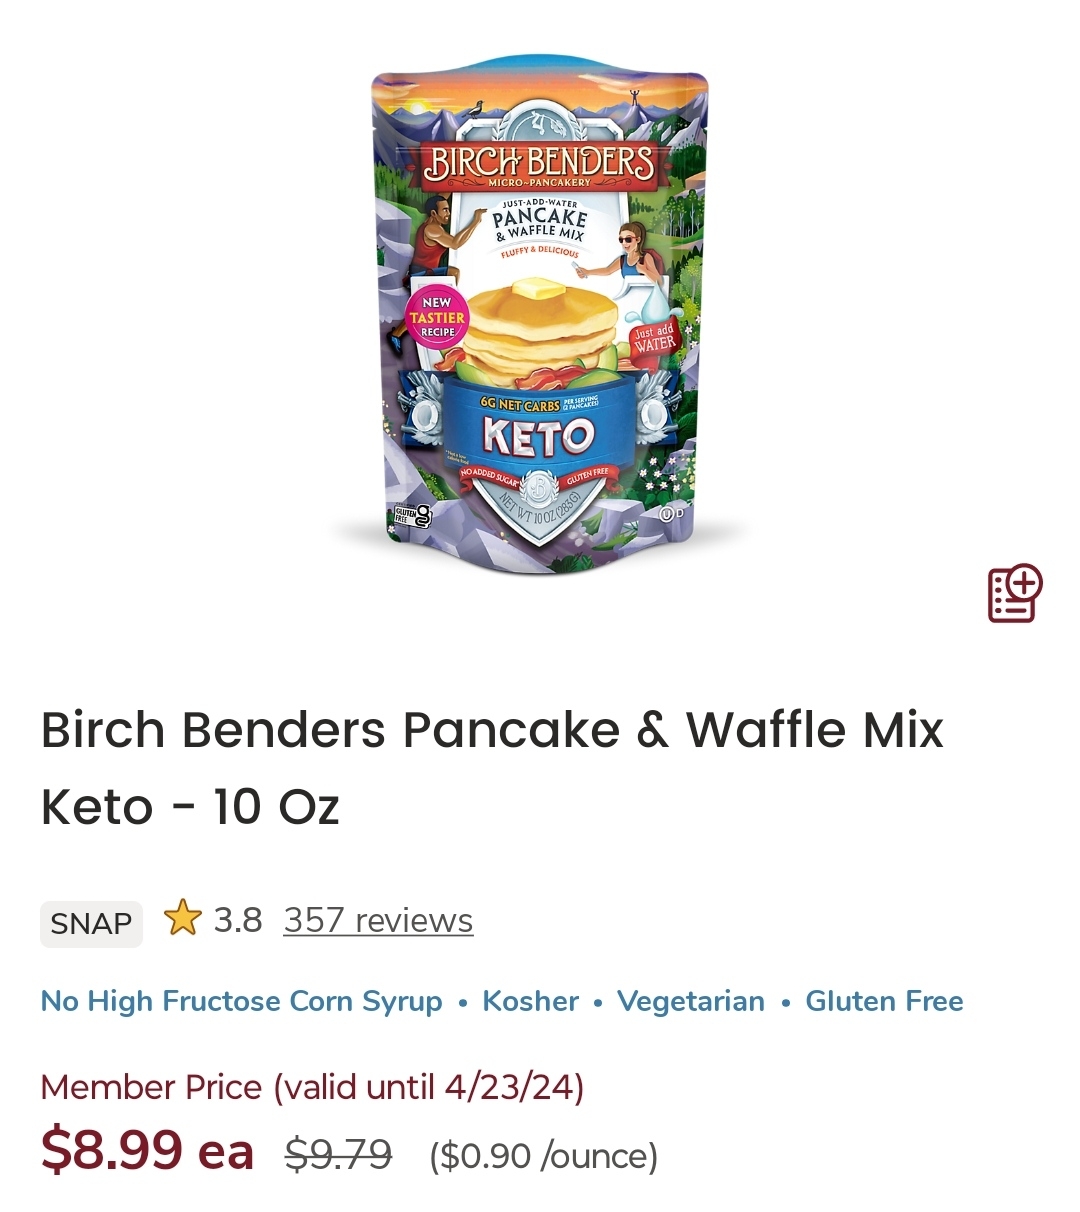 BIRCH BENDERS
MICRO-PANCAKERY
JUST-ADD-WATER
PANCAKE
& WAFFLE MIX
FLUFFY & DELICIOUS
NEW
TASTIER
RECIPE
Just add
WATER
6G NET CARBS PER SERVING
(2 PANCAKES)
KETO
NO ADDED SUGAR*
GLUTEN FREE
NET WT 10 OZ (283G)
GLUTEN
FREE
U D
Birch Benders Pancake & Waffle Mix
Keto - 10 Oz
SNAP 3.8 357 reviews
No High Fructose Corn Syrup • Kosher • Vegetarian • Gluten Free
Member Price (valid until 4/23/24)
$8.99 ea $9.79 ($0.90 /ounce)